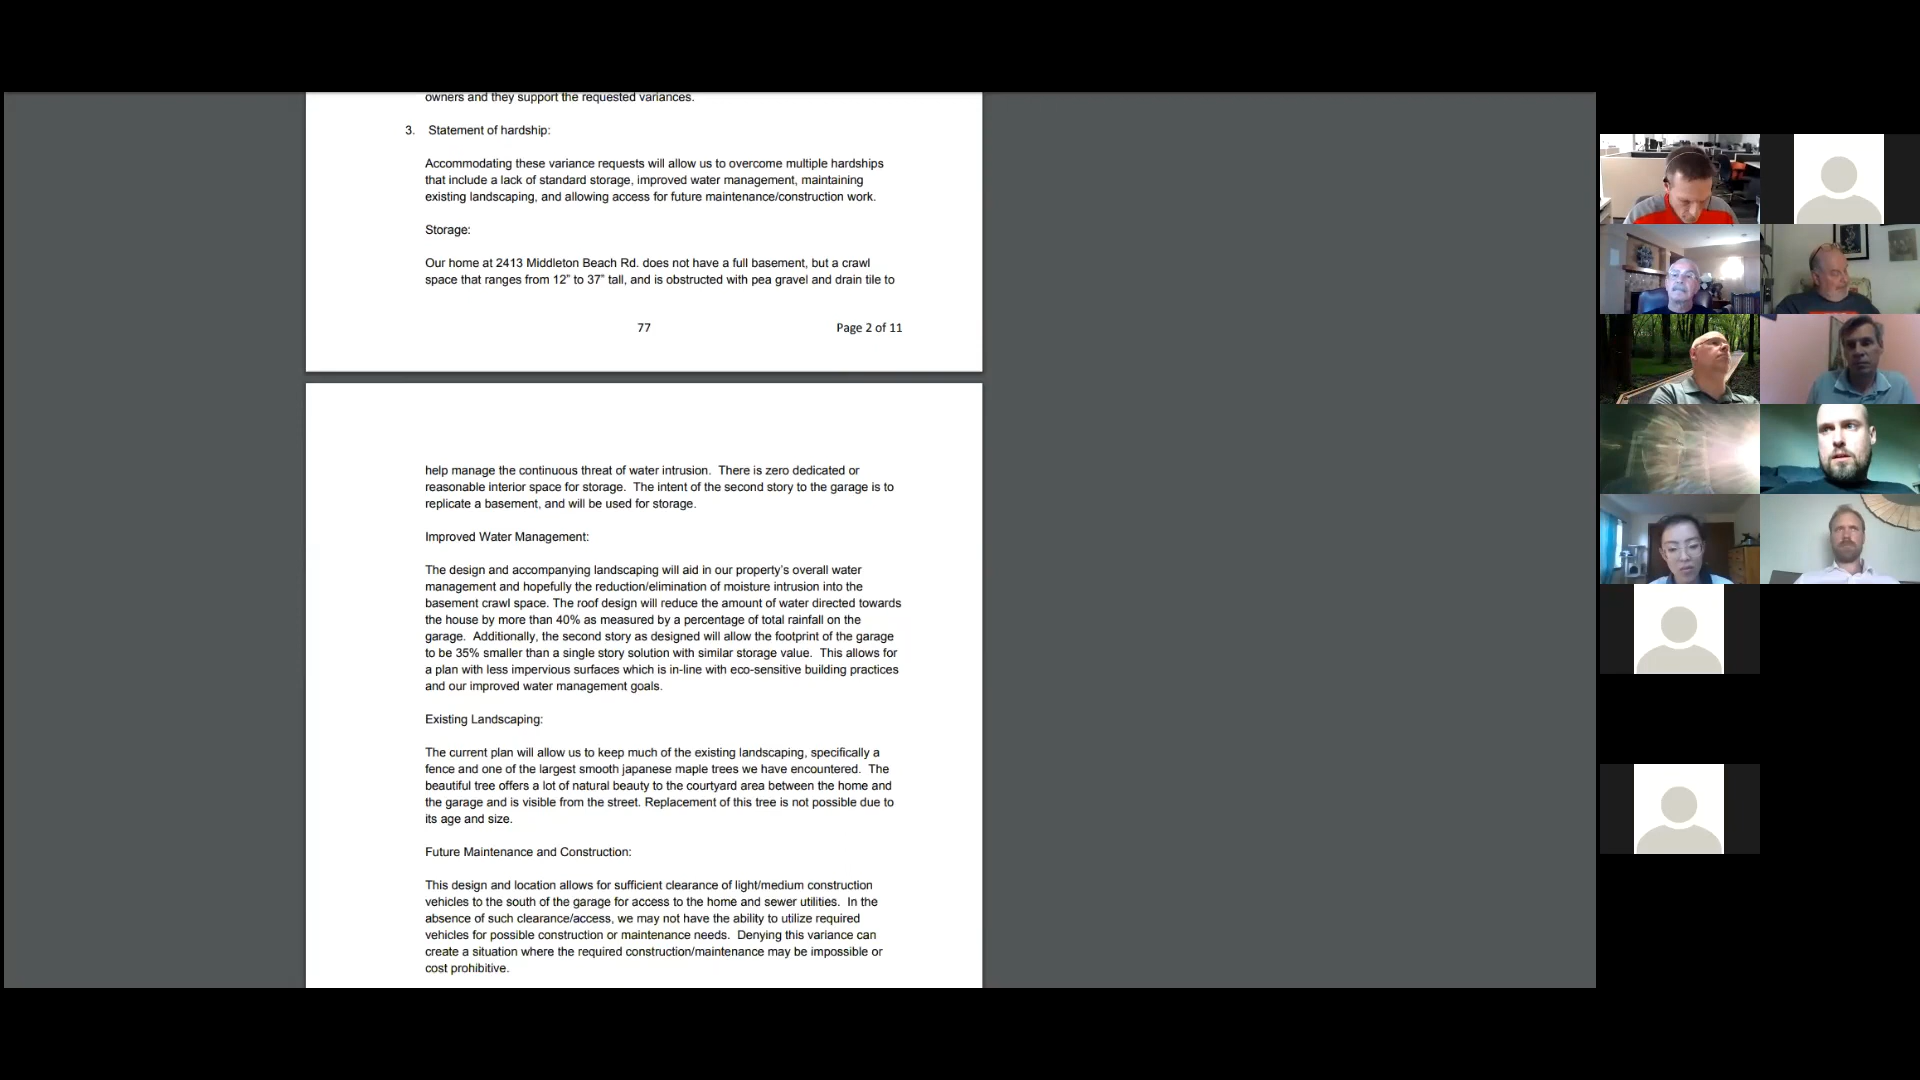 owners and they support the requested variances.
3. Statement of hardship:
Accommodating these variance requests will allow us to overcome multiple hardships
that include a lack of standard storage, improved water management, maintaining
existing landscaping, and allowing access for future maintenance/construction work.
Storage:
Our home at 2413 Middleton Beach Rd. does not have a full basement, but a crawl
space that ranges from 12” to 37” tall, and is obstructed with pea gravel and drain tile to
77 Page 2 of 11
help manage the continuous threat of water intrusion. There is zero dedicated or
reasonable interior space for storage. The intent of the second story to the garage is to
replicate a basement, and will be used for storage.
Improved Water Management:
The design and accompanying landscaping will aid in our property’s overall water
management and hopefully the reduction/elimination of moisture intrusion into the
basement crawl space. The roof design will reduce the amount of water directed towards
the house by more than 40% as measured by a percentage of total rainfall on the
garage. Additionally, the second story as designed will allow the footprint of the garage
to be 35% smaller than a single story solution with similar storage value. This allows for
a plan with less impervious surfaces which is in-line with eco-sensitive building practices
and our improved water management goals.
Existing Landscaping:
The current plan will allow us to keep much of the existing landscaping, specifically a
fence and one of the largest smooth japanese maple trees we have encountered. The
beautiful tree offers a lot of natural beauty to the courtyard area between the home and
the garage and is visible from the street. Replacement of this tree is not possible due to
its age and size.
Future Maintenance and Construction:
This design and location allows for sufficient clearance of light/medium construction
vehicles to the south of the garage for access to the home and sewer utilities. In the
absence of such clearance/access, we may not have the ability to utilize required
vehicles for possible construction or maintenance needs. Denying this variance can
create a situation where the required construction/maintenance may be impossible or
cost prohibitive.